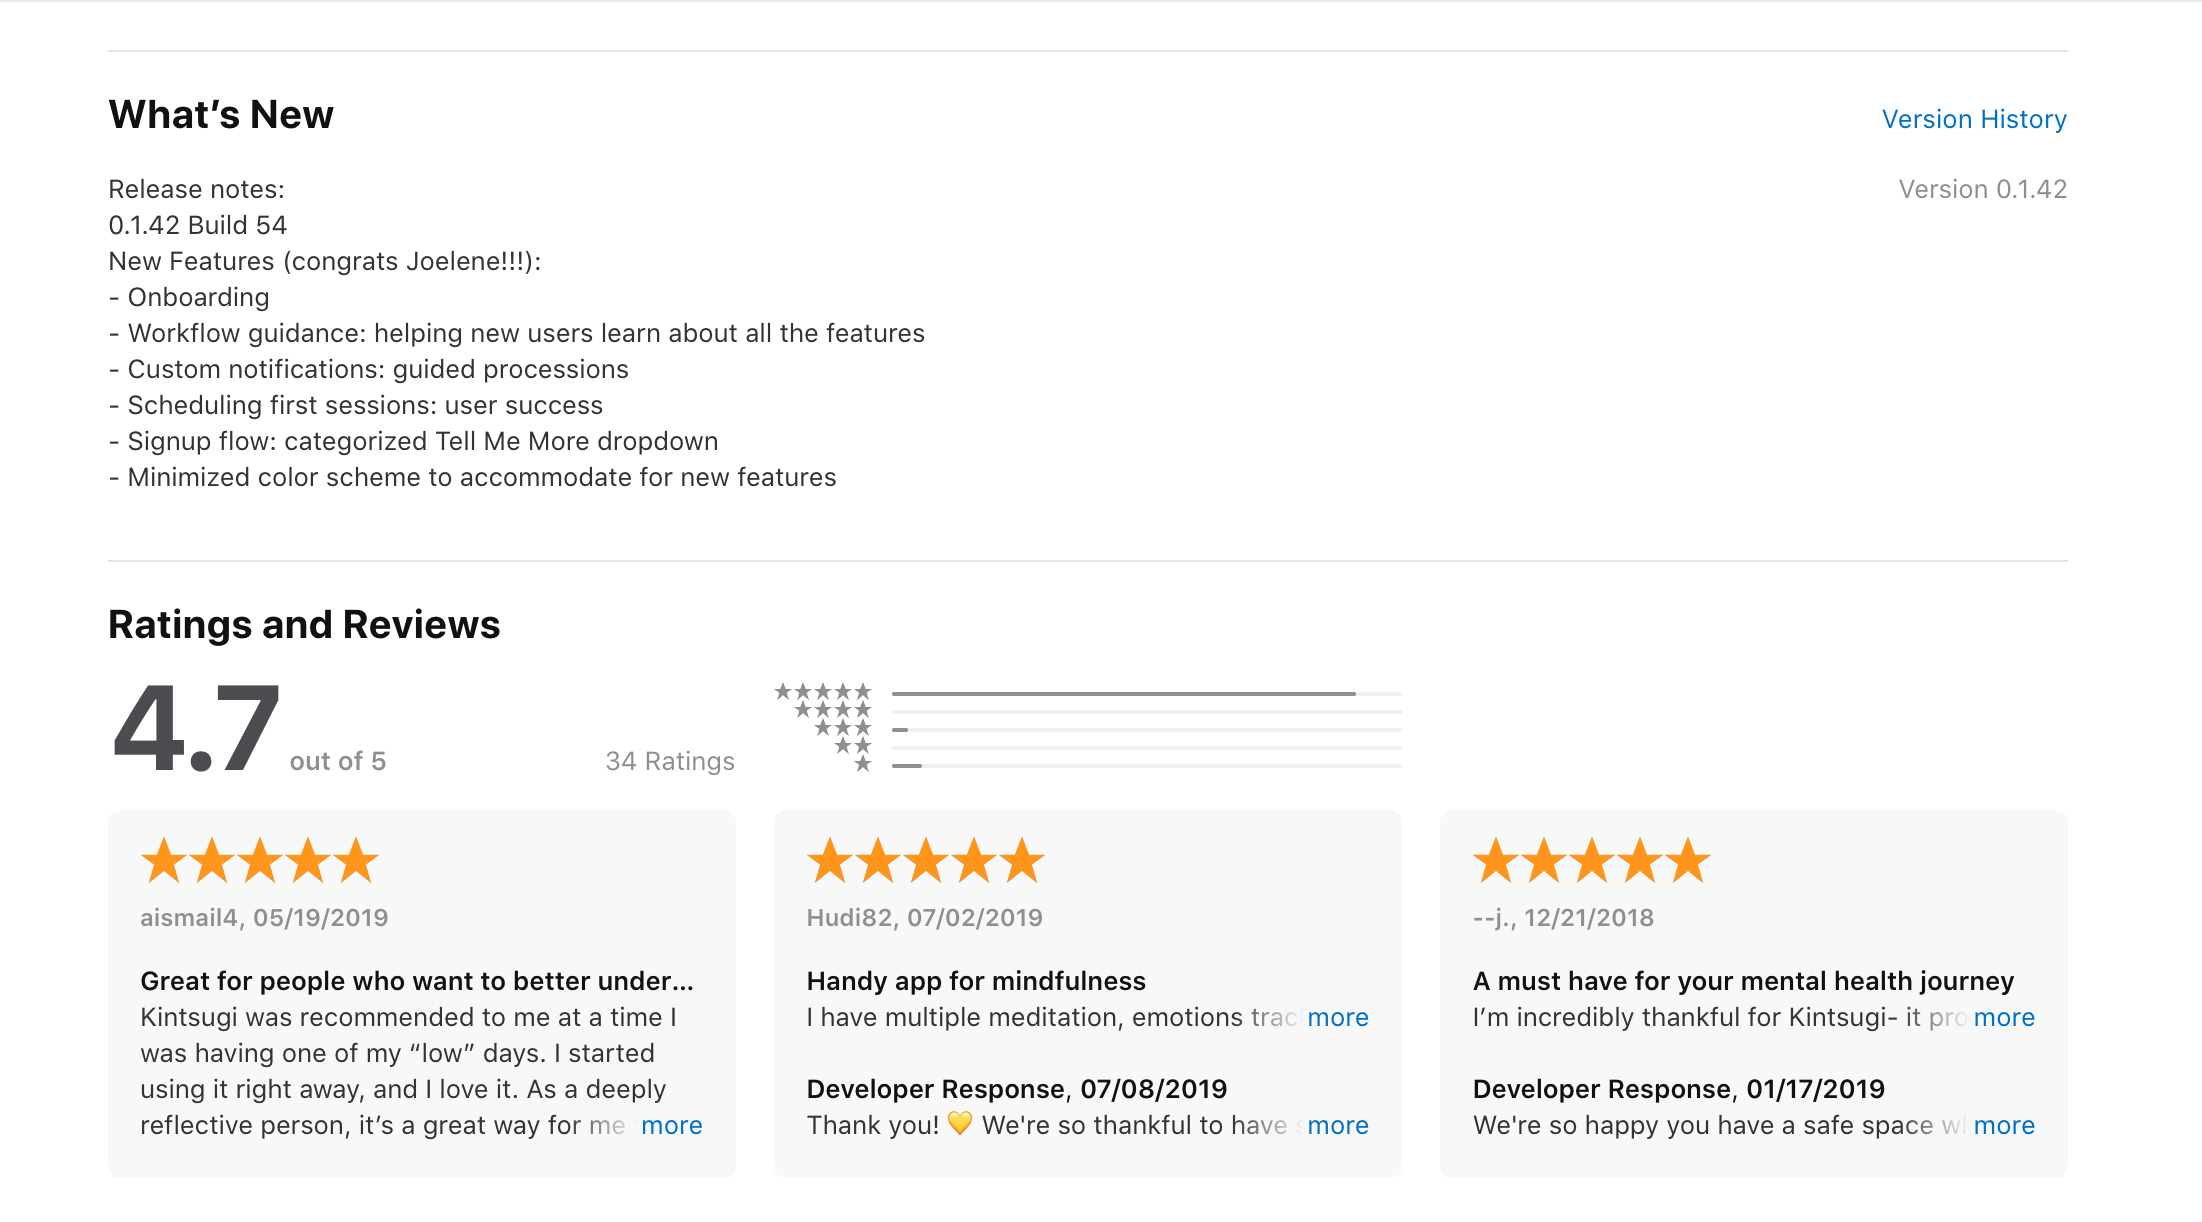 What’s New
Version History
Release notes:
Version 0.1.42
0.1.42 Build 54
New Features (congrats Joelene!!!):
- Onboarding
- Workflow guidance: helping new users learn about all the features
- Custom notifications: guided processions
- Scheduling first sessions: user success
- Signup flow: categorized Tell Me More dropdown
- Minimized color scheme to accommodate for new features
Ratings and Reviews
4.7 out of 5
34 Ratings
aismail4, 05/19/2019
Great for people who want to better under...
Kintsugi was recommended to me at a time I
was having one of my “low” days. I started
using it right away, and I love it. As a deeply
reflective person, it’s a great way for me more
Hudi82, 07/02/2019
Handy app for mindfulness
I have multiple meditation, emotions trac more
Developer Response, 07/08/2019
Thank you! 💛 We're so thankful to have more
--j., 12/21/2018
A must have for your mental health journey
I’m incredibly thankful for Kintsugi- it pro more
Developer Response, 01/17/2019
We're so happy you have a safe space more